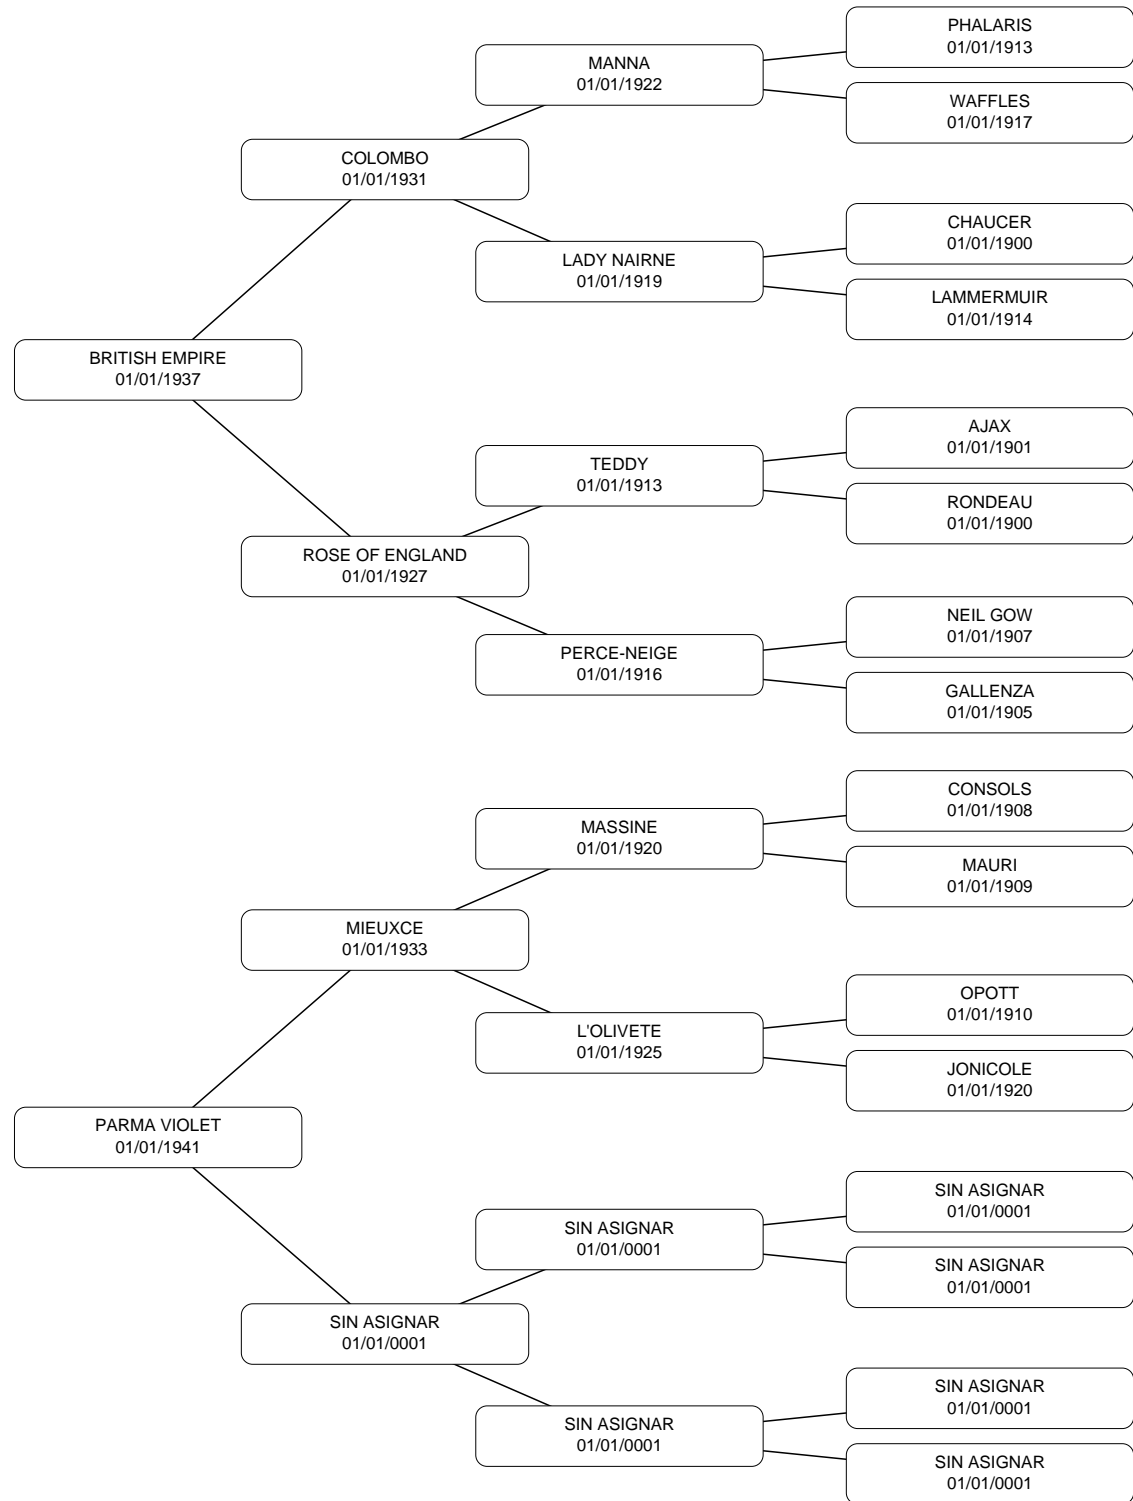 PHALARIS
01/01/1913
MANNA
01/01/1922
WAFFLES
01/01/1917
COLOMBO
01/01/1931
CHAUCER
01/01/1900
LADY NAIRNE
01/01/1919
LAMMERMUIR
01/01/1914
BRITISH EMPIRE
01/01/1937
AJAX
01/01/1901
TEDDY
01/01/1913
RONDEAU
01/01/1900
ROSE OF ENGLAND
01/01/1927
NEIL GOW
01/01/1907
PERCE-NEIGE
01/01/1916
GALLENZA
01/01/1905
CONSOLS
01/01/1908
MASSINE
01/01/1920
MAURI
01/01/1909
MIEUXCE
01/01/1933
OPOTT
01/01/1910
L'OLIVETE
01/01/1925
JONICOLE
01/01/1920
PARMA VIOLET
01/01/1941
SIN ASIGNAR
01/01/0001
SIN ASIGNAR
01/01/0001
SIN ASIGNAR
01/01/0001
SIN ASIGNAR
01/01/0001
SIN ASIGNAR
01/01/0001
SIN ASIGNAR
01/01/0001
SIN ASIGNAR
01/01/0001